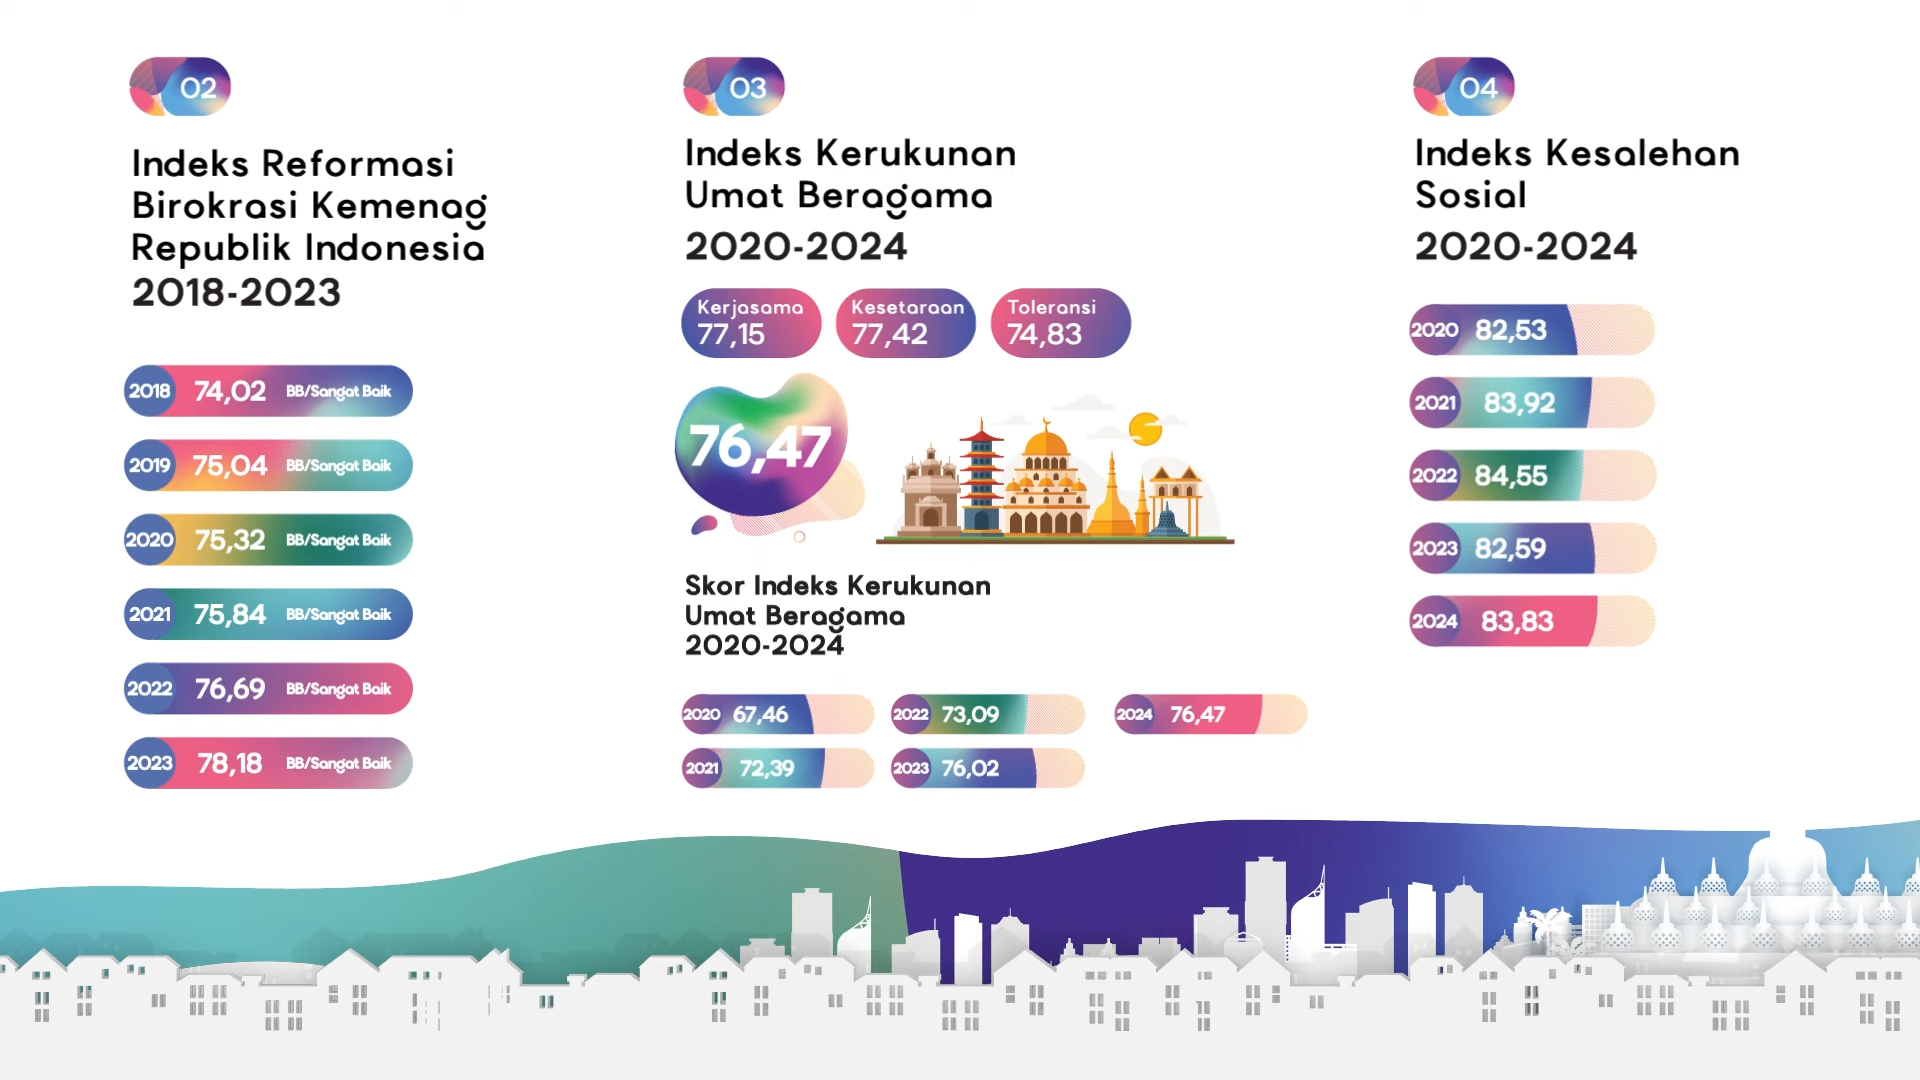 02
Indeks Reformasi
Birokrasi Kemenag
Republik Indonesia
2018-2023
2018 74,02 BB/Sangat Baik
2019 75,04 BB/Sangat Baik
2020 75,32 BB/Sangat Baik
2021 75,84 BB/Sangat Baik
2022 76,69 BB/Sangat Baik
2023 78,18 BB/Sangat Baik
03
Indeks Kerukunan
Umat Beragama
2020-2024
Kerjasama
77,15
Kesetaraan
77,42
Toleransi
74,83
76,47
Skor Indeks Kerukunan
Umat Beragama
2020-2024
2020 67,46
2022 73,09
2024 76,47
2021 72,39
2023 76,02
04
Indeks Kesalehan
Sosial
2020-2024
2020 82,53
2021 83,92
2022 84,55
2023 82,59
2024 83,83